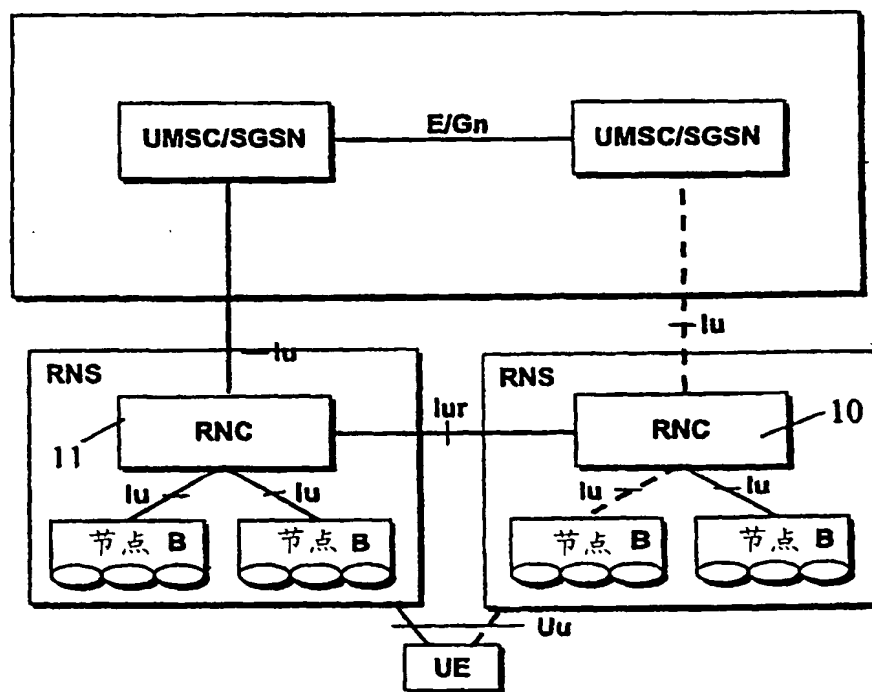 UMSC/SGSN
E/Gn
UMSC/SGSN
Iu
Iu
RNS
RNS
Iur
11
RNC
RNC
10
Iu
Iu
Iu
Iu
节点 B
节点 B
节点 B
节点 B
Uu
UE